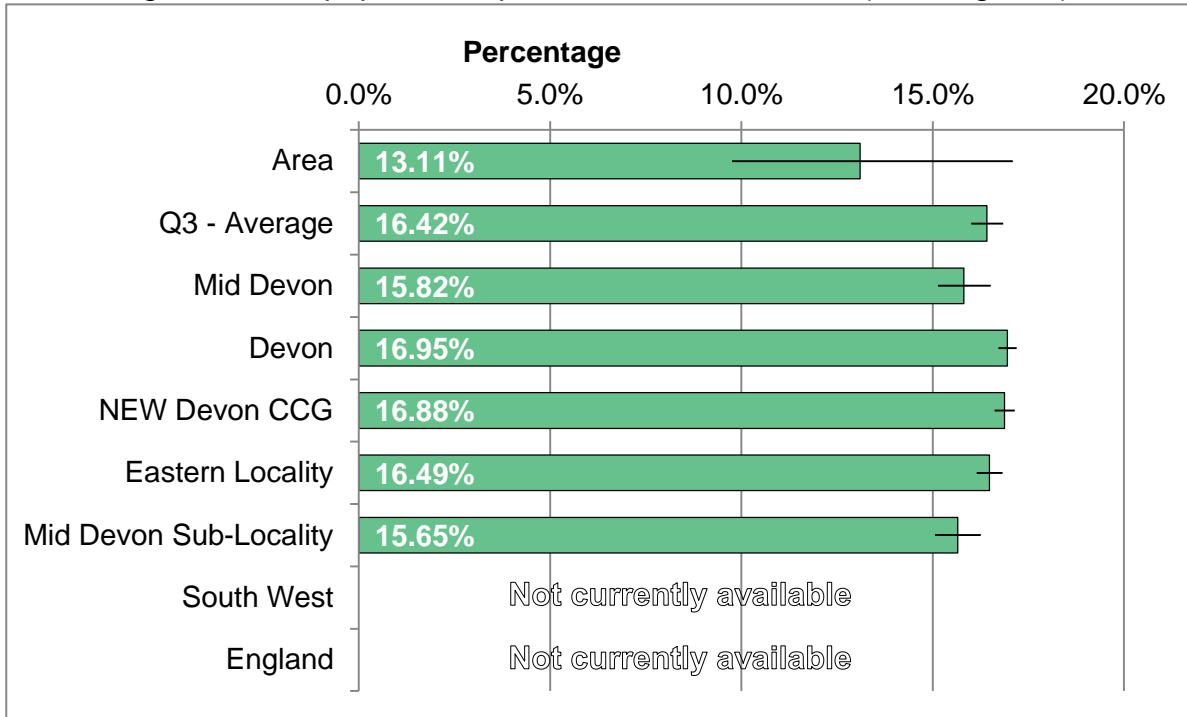 Percentage
0.0% 5.0% 10.0% 15.0% 20.0%
Area 13.11%
Q3 - Average 16.42%
Mid Devon 15.82%
Devon 16.95%
NEW Devon CCG 16.88%
Eastern Locality 16.49%
Mid Devon Sub-Locality 15.65%
South West Not currently available
England Not currently available